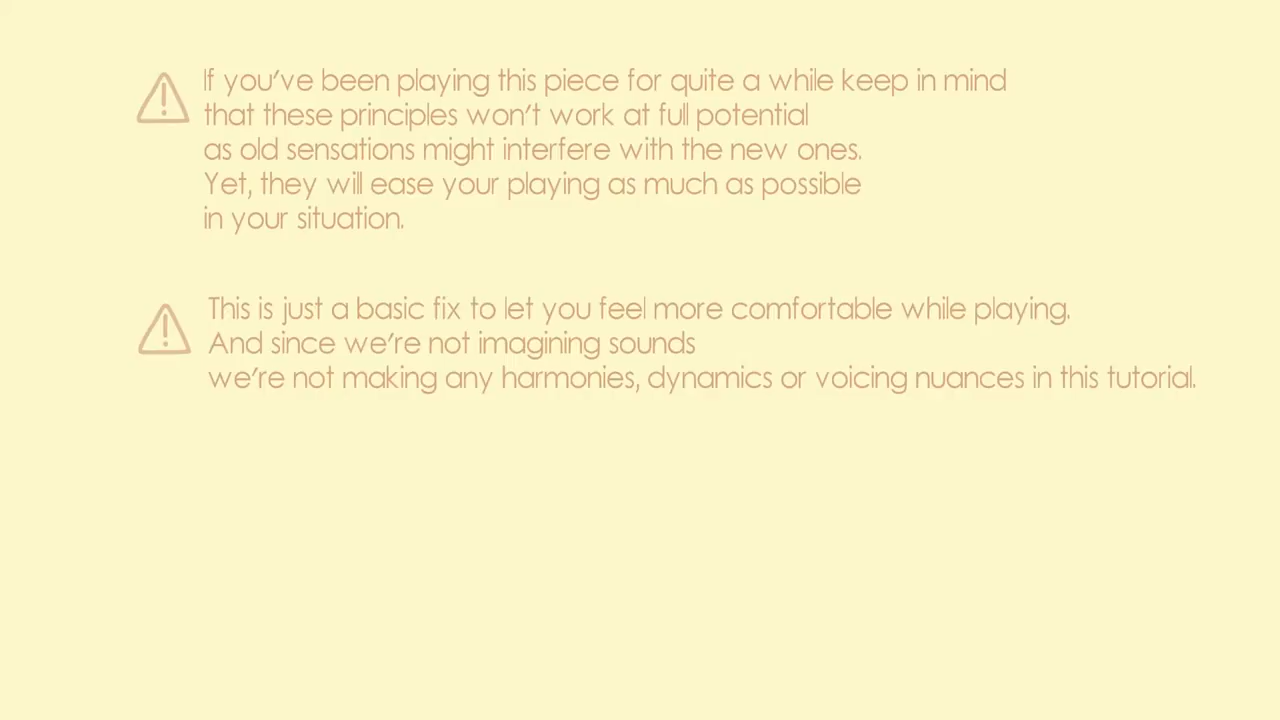 If you've been playing this piece for quite a while keep in mind
that these principles won't work at full potential
as old sensations might interfere with the new ones.
Yet, they will ease your playing as much as possible
in your situation.
This is just a basic fix to let you feel more comfortable while playing.
And since we're not imagining sounds
we're not making any harmonies, dynamics or voicing nuances in this tutorial.